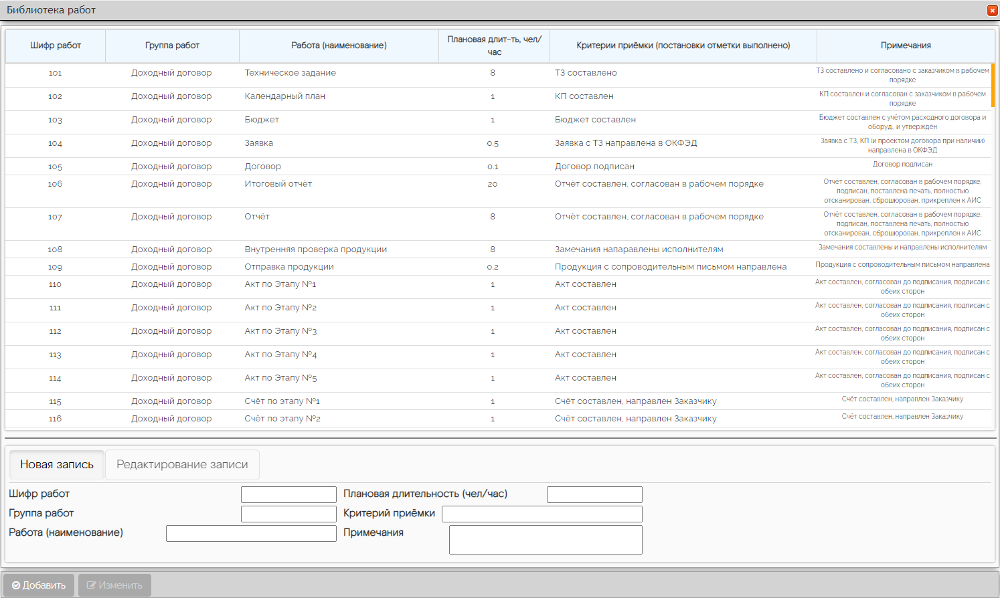 Библиотека работ
Шифр работ Группа работ Работа (наименование) Плановая длит-ть, чел/час Критерии приёмки (постановки отметки выполнено) Примечания
101 Доходный договор Техническое задание 8 ТЗ составлено ТЗ составлено и согласовано с заказчиком в рабочем порядке
102 Доходный договор Календарный план 1 КП составлен КП составлен и согласован с заказчиком в рабочем порядке
103 Доходный договор Бюджет 1 Бюджет составлен Бюджет составлен с учётом расходного договора и оборуд., и утверждён
104 Доходный договор Заявка 0.5 Заявка с ТЗ направлена в ОКФЭД Заявка с ТЗ, КП (и проектом договора при наличии) направлена в ОКФЭД
105 Доходный договор Договор 0.1 Договор подписан Договор подписан
106 Доходный договор Итоговый отчёт 20 Отчёт составлен, согласован в рабочем порядке Отчёт составлен, согласован в рабочем порядке, подписан, поставлена печать, полностью отсканирован, сброшюрован, прикреплен к АИС
107 Доходный договор Отчёт 8 Отчёт составлен, согласован в рабочем порядке Отчёт составлен, согласован в рабочем порядке, подписан, поставлена печать, полностью отсканирован, сброшюрован, прикреплен к АИС
108 Доходный договор Внутренняя проверка продукции 8 Замечания напаравлены исполнителям Замечания составлены и направлены исполнителям
109 Доходный договор Отправка продукции 0.2 Продукция с сопроводительным письмом направлена Продукция с сопроводительным письмом направлена
110 Доходный договор Акт по Этапу №1 1 Акт составлен Акт составлен, согласован до подписания, подписан с обеих сторон
111 Доходный договор Акт по Этапу №2 1 Акт составлен Акт составлен, согласован до подписания, подписан с обеих сторон
112 Доходный договор Акт по Этапу №3 1 Акт составлен Акт составлен, согласован до подписания, подписан с обеих сторон
113 Доходный договор Акт по Этапу №4 1 Акт составлен Акт составлен, согласован до подписания, подписан с обеих сторон
114 Доходный договор Акт по Этапу №5 1 Акт составлен Акт составлен, согласован до подписания, подписан с обеих сторон
115 Доходный договор Счёт по этапу №1 1 Счёт составлен, направлен Заказчику Счёт составлен, направлен Заказчику
116 Доходный договор Счёт по этапу №2 1 Счёт составлен, направлен Заказчику Счёт составлен, направлен Заказчику
Новая запись Редактирование записи
Шифр работ Плановая длительность (чел/час)
Группа работ Критерий приёмки
Работа (наименование) Примечания
Добавить Изменить